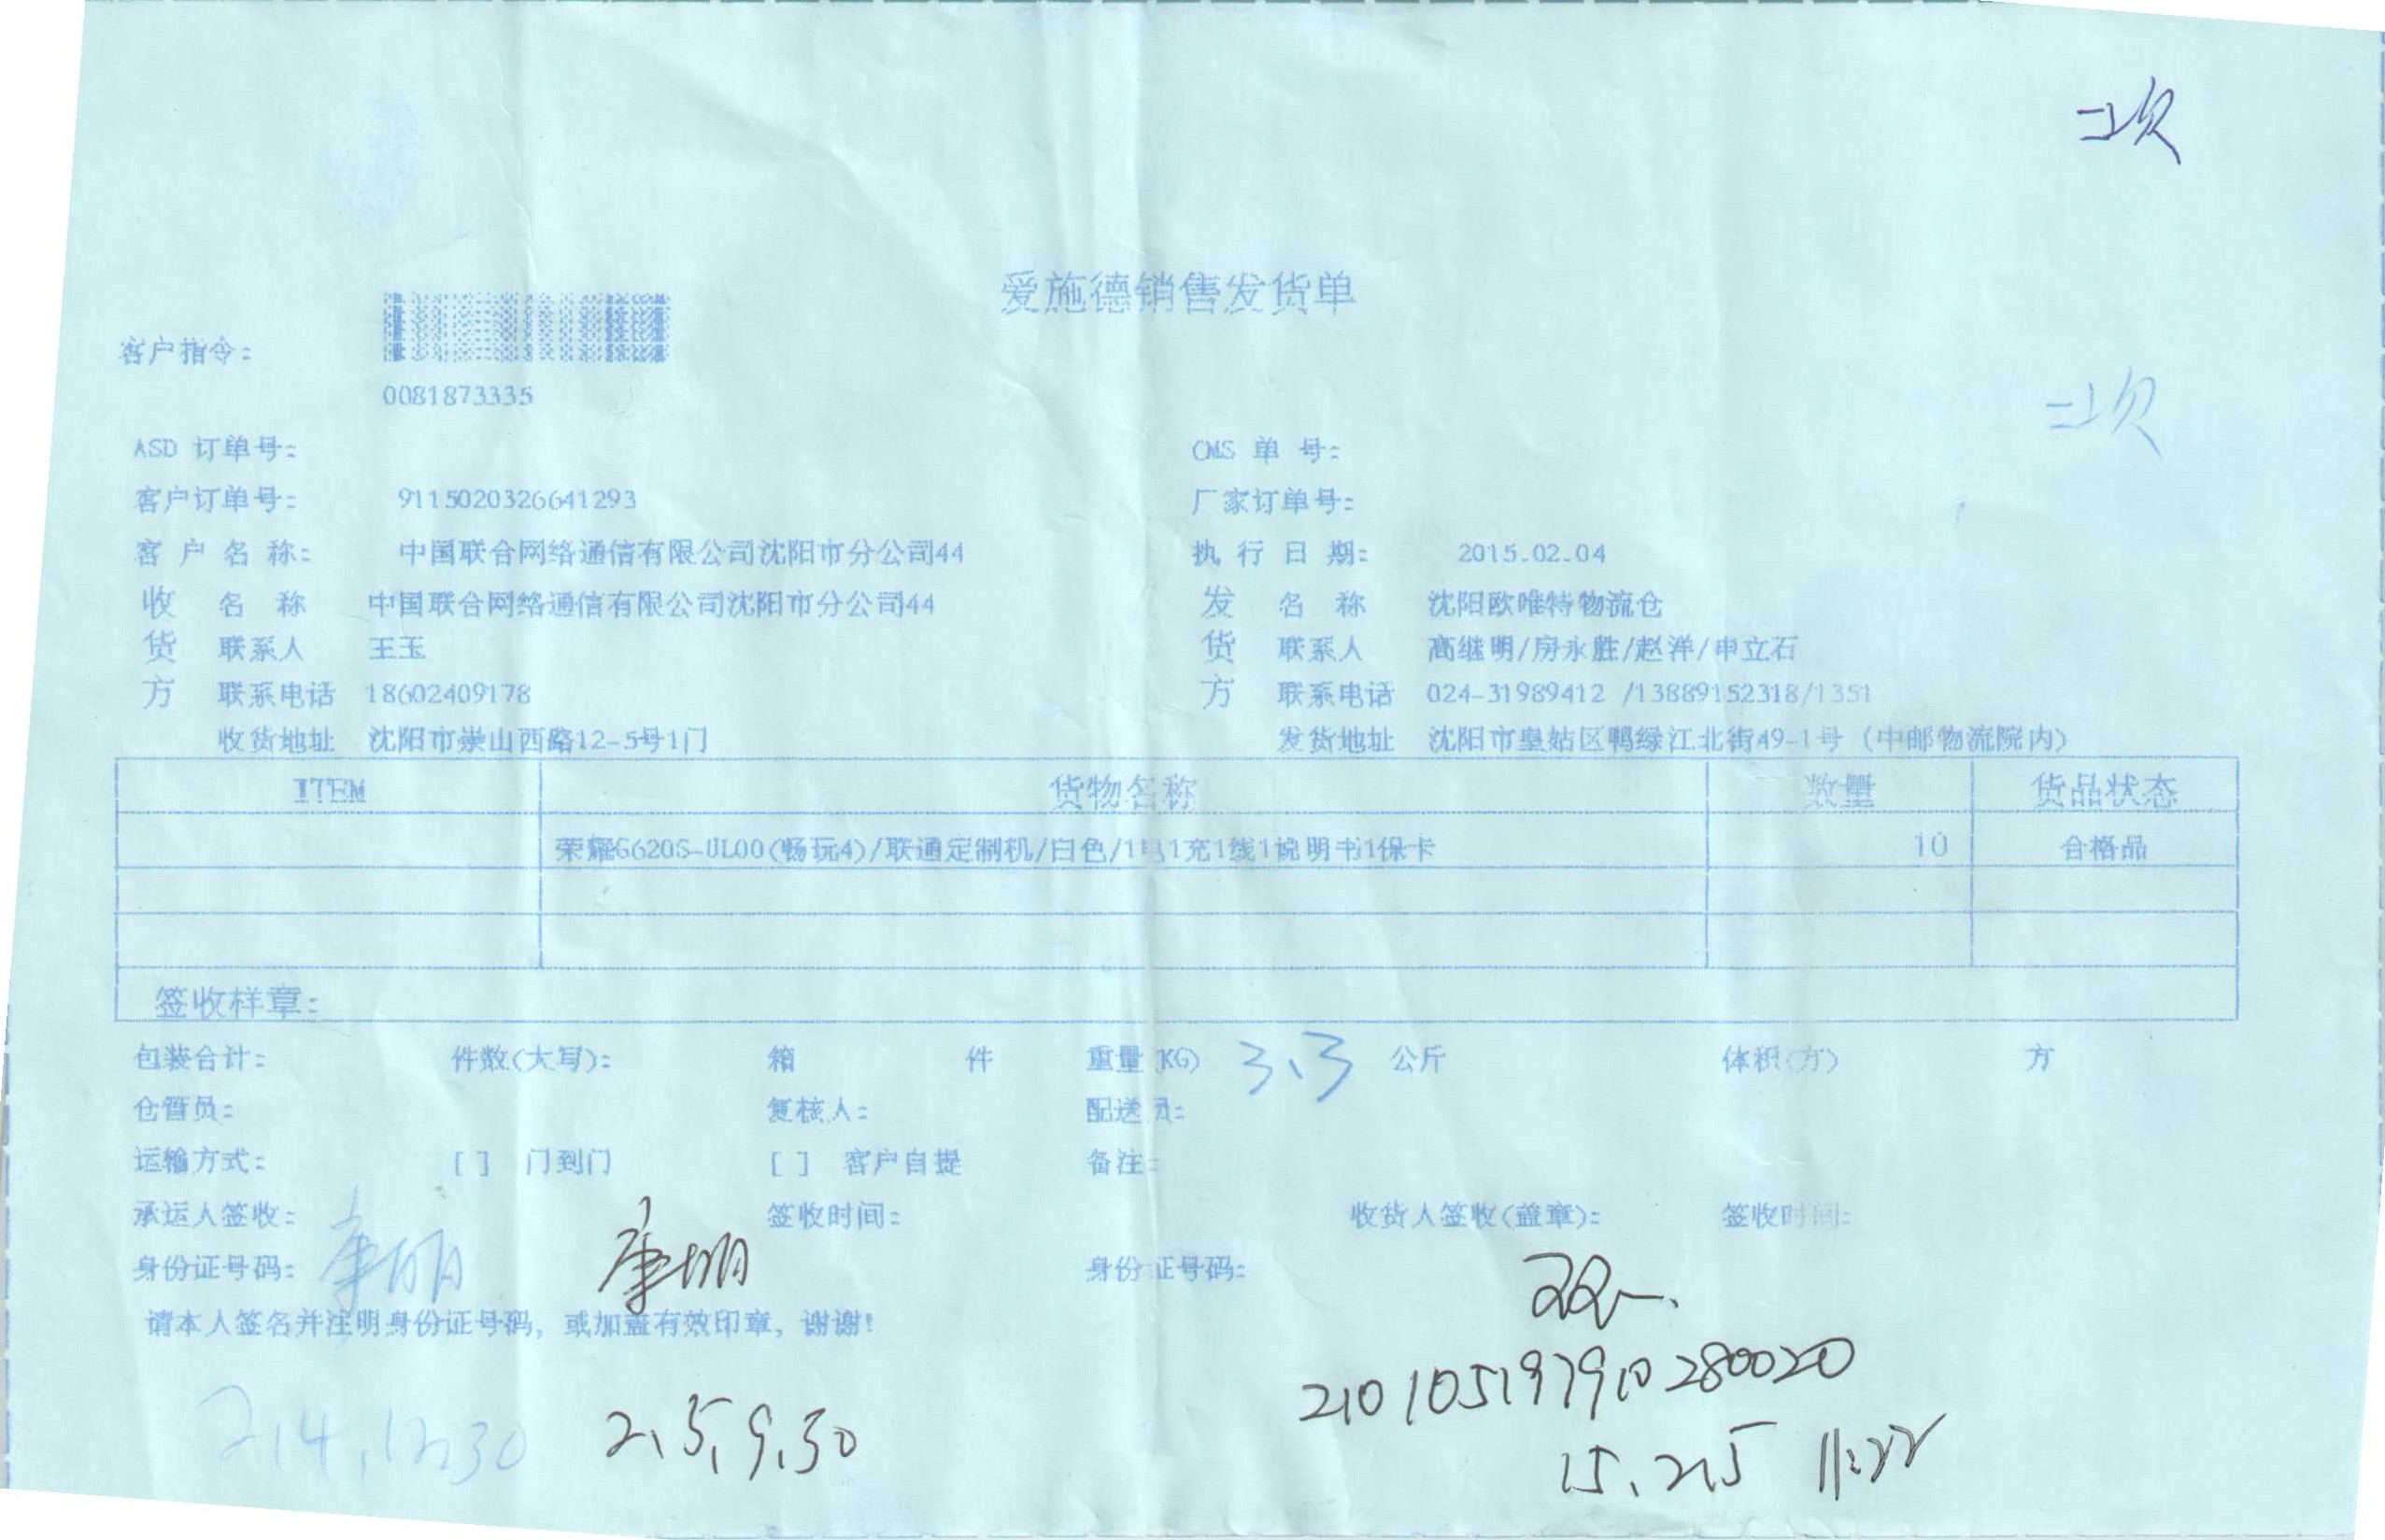 二次
爱施德销售发货单
客户指令:
0081873335
二次
ASD 订单号: CMS 单 号:
客户订单号: 9115020326641293 厂家订单号:
客 户 名 称: 中国联合网络通信有限公司沈阳市分公司44 执 行 日 期: 2015.02.04
收 名 称 中国联合网络通信有限公司沈阳市分公司44 发 名 称 沈阳欧唯特物流仓
货 联系人 王玉 货 联系人 高继明/房永胜/赵洋/申立石
方 联系电话 18602409178 方 联系电话 024-31989412 /13889152318/1351
收货地址 沈阳市崇山西路12-5号1门 发货地址 沈阳市皇姑区鸭绿江北街49-1号 (中邮物流院内)
ITEM 货物名称 数量 货品状态
荣耀G620S-UL00(畅玩4)/联通定制机/白色/1电1充1线1说明书1保卡 10 合格品
签收样章:
包装合计: 件数(大写): 箱 件 重量(KG) 3.3 公斤 体积(方) 方
仓管员: 复核人: 配送员:
运输方式: [ ] 门到门 [ ] 客户自提 备注:
承运人签收: 签收时间: 收货人签收(盖章): 签收时间:
身份证号码: 身份证号码:
请本人签名并注明身份证号码, 或加盖有效印章, 谢谢!
210105197910280020
2.4.12.30 2.5.9.30 15.2.5 11:22